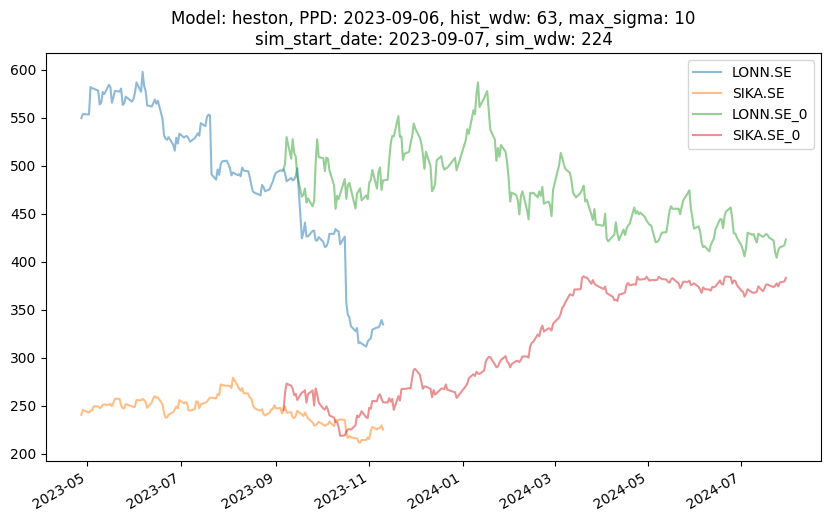 Model: heston, PPD: 2023-09-06, hist_wdw: 63, max_sigma: 10
sim_start_date: 2023-09-07, sim_wdw: 224
LONN.SE
SIKA.SE
LONN.SE_0
SIKA.SE_0
600
550
500
450
400
350
300
250
200
2023-05
2023-07
2023-09
2023-11
2024-01
2024-03
2024-05
2024-07